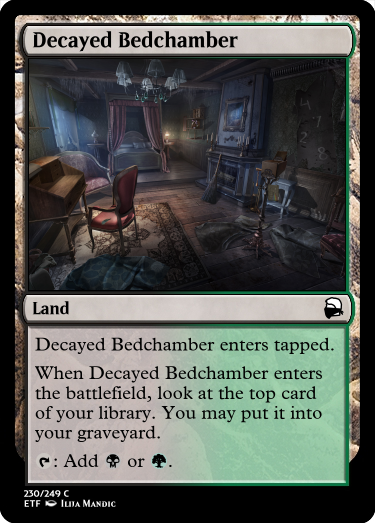 Decayed Bedchamber
Land
Decayed Bedchamber enters tapped.
When Decayed Bedchamber enters
the battlefield, look at the top card
of your library. You may put it into
your graveyard.
: Add or .
230/249 C
ETF Ilija Mandic